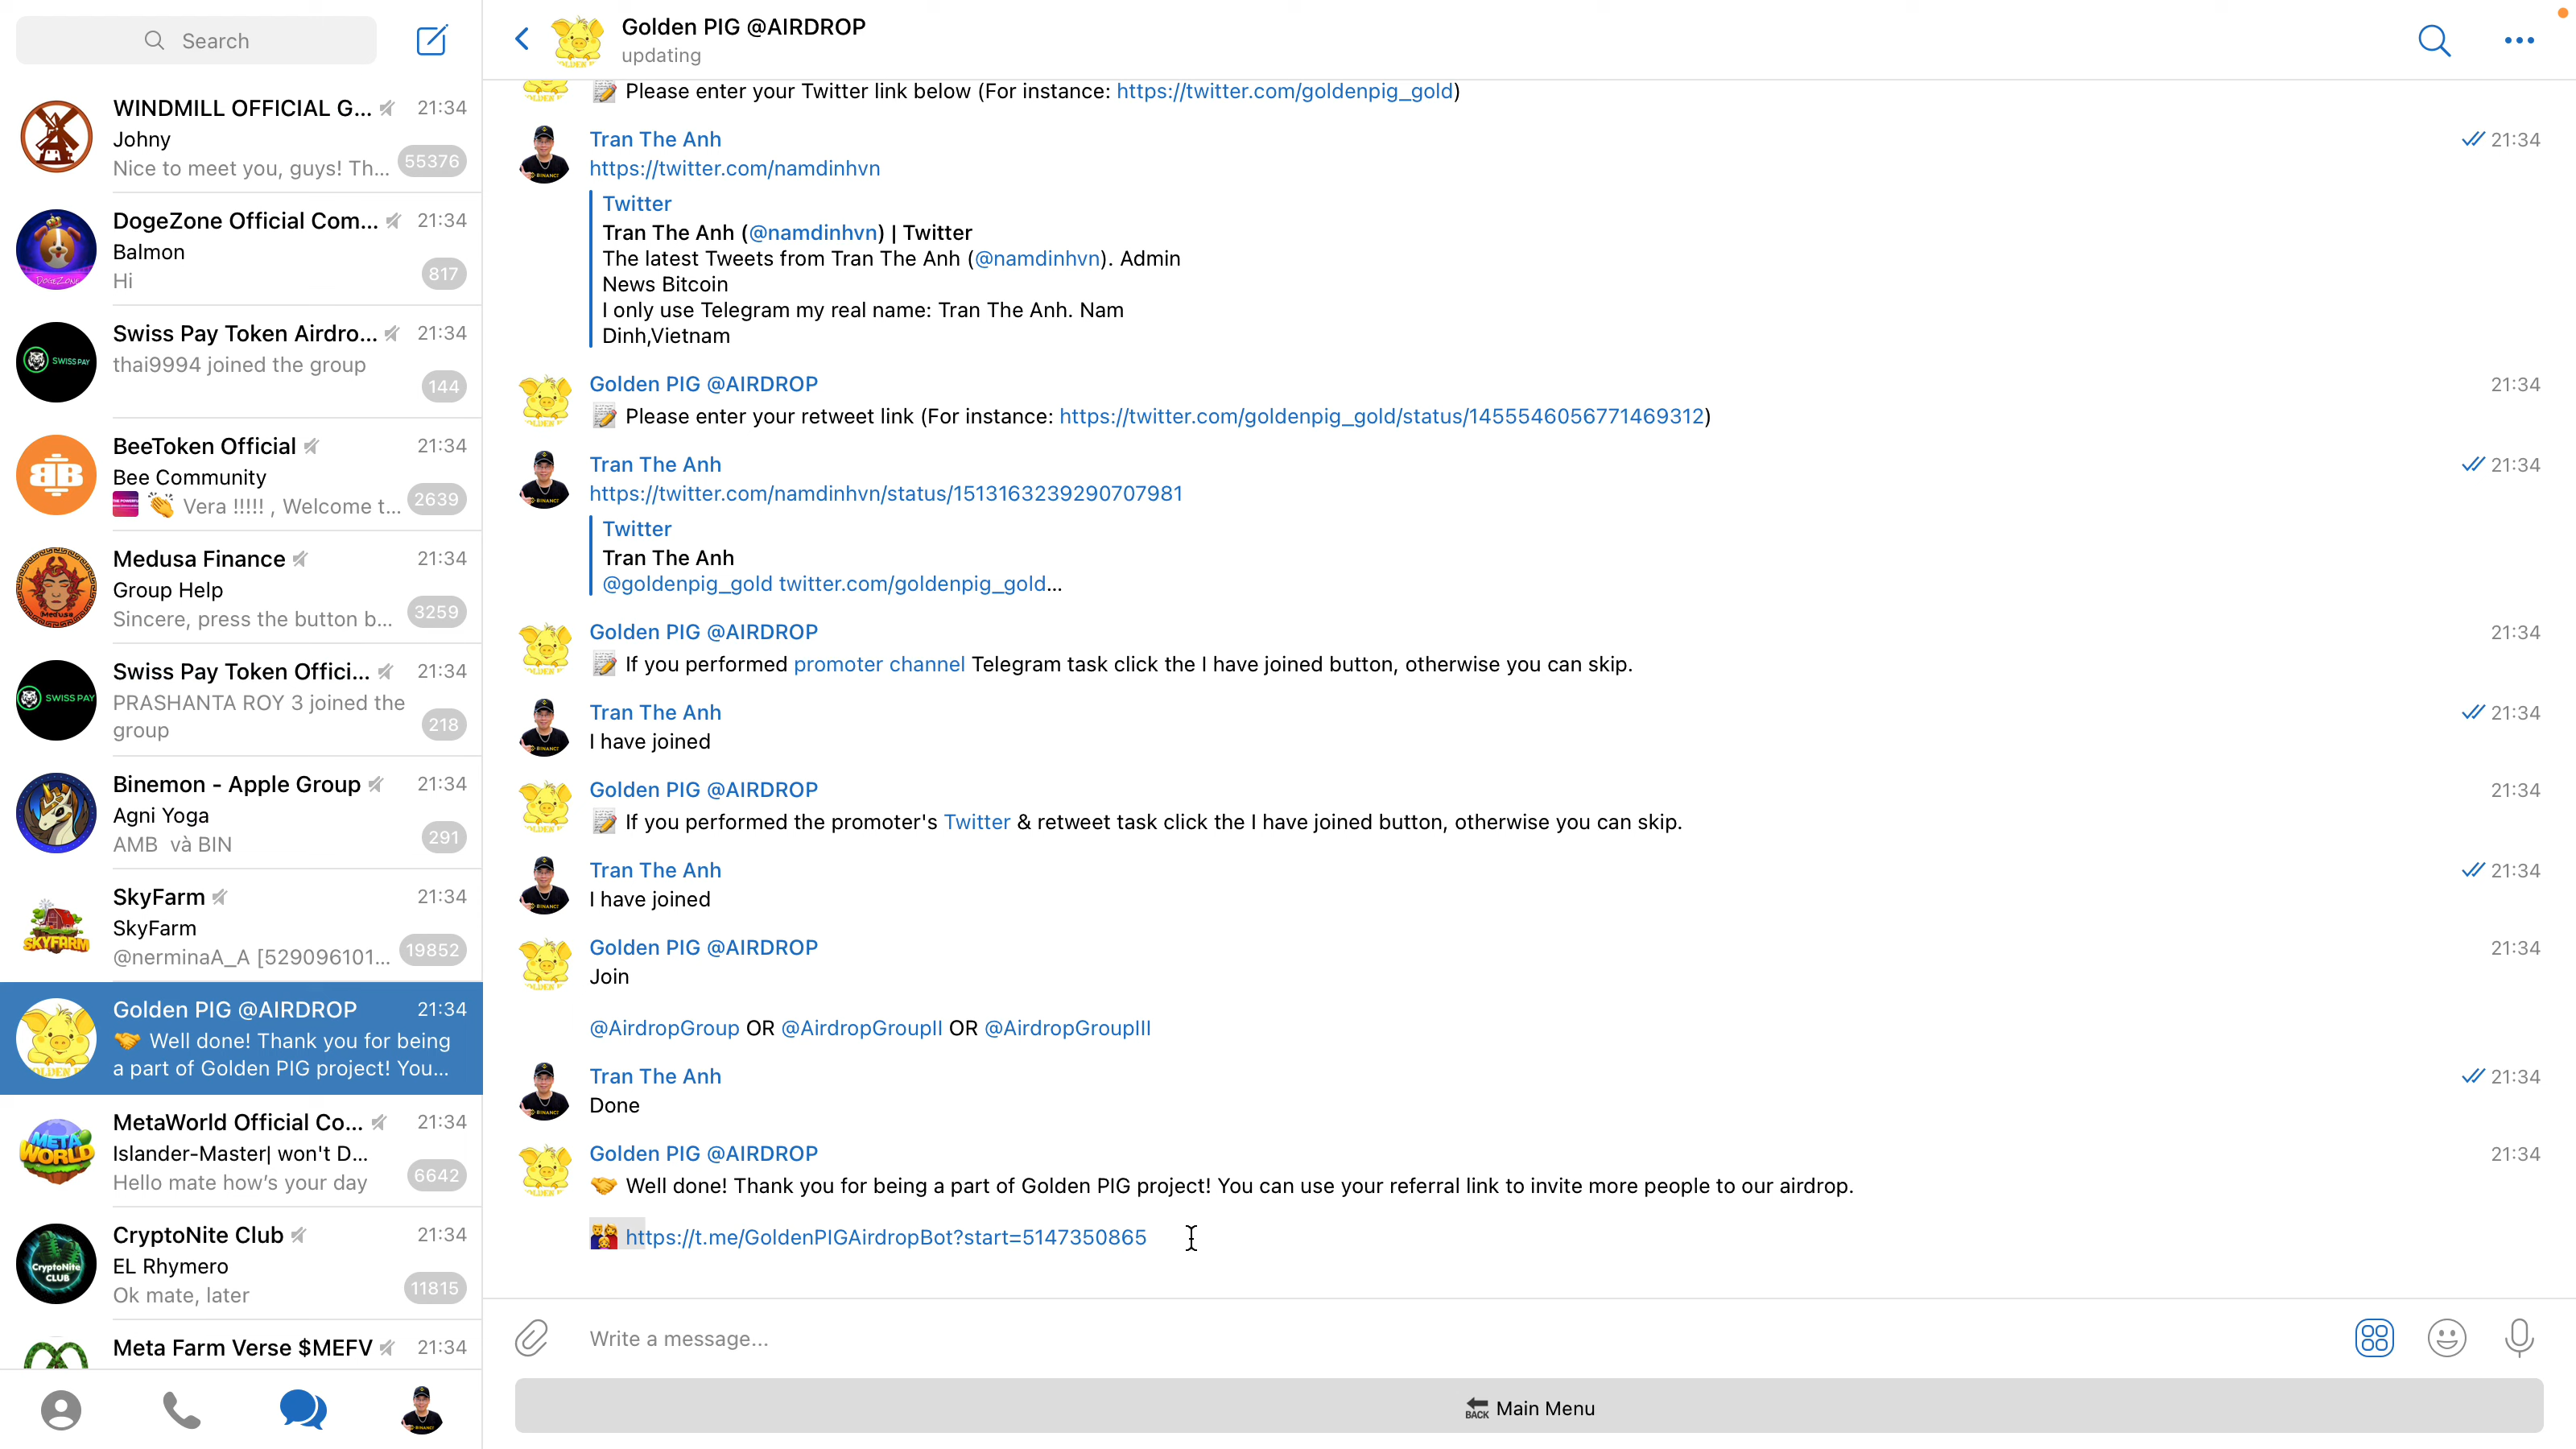 Search
WINDMILL OFFICIAL G... 21:34
Johny
Nice to meet you, guys! Th... 55376
DogeZone Official Com... 21:34
Balmon
Hi 817
Swiss Pay Token Airdro... 21:34
SWISSPAY
thai9994 joined the group
144
BeeToken Official 21:34
Bee Community
Vera !!!!! , Welcome t... 2639
Medusa Finance 21:34
Group Help
Sincere, press the button b... 3259
Medusa
Swiss Pay Token Offici... 21:34
SWISS PAY
PRASHANTA ROY 3 joined the
group 218
Binemon - Apple Group 21:34
Agni Yoga
AMB và BIN 291
SkyFarm 21:34
SkyFarm
SKYFARM
@nerminaA_A [529096101... 19852
Golden PIG @AIRDROP 21:34
🤝 Well done! Thank you for being
a part of Golden PIG project! You...
MetaWorld Official Co... 21:34
META
WORLD
Islander-Master| won't D...
Hello mate how's your day 6642
CryptoNite Club 21:34
EL Rhymero
CryptoNite
CLUB
Ok mate, later 11815
Meta Farm Verse $MEFV 21:34
Golden PIG @AIRDROP
updating
📝 Please enter your Twitter link below (For instance: https://twitter.com/goldenpig_gold)
Tran The Anh 21:34
https://twitter.com/namdinhvn
Twitter
Tran The Anh (@namdinhvn) | Twitter
The latest Tweets from Tran The Anh (@namdinhvn). Admin
News Bitcoin
I only use Telegram my real name: Tran The Anh. Nam
Dinh,Vietnam
Golden PIG @AIRDROP 21:34
📝 Please enter your retweet link (For instance: https://twitter.com/goldenpig_gold/status/1455546056771469312)
Tran The Anh 21:34
https://twitter.com/namdinhvn/status/1513163239290707981
Twitter
Tran The Anh
@goldenpig_gold twitter.com/goldenpig_gold...
Golden PIG @AIRDROP 21:34
📝 If you performed promoter channel Telegram task click the I have joined button, otherwise you can skip.
Tran The Anh 21:34
I have joined
Golden PIG @AIRDROP 21:34
📝 If you performed the promoter's Twitter & retweet task click the I have joined button, otherwise you can skip.
Tran The Anh 21:34
I have joined
Golden PIG @AIRDROP 21:34
Join
@AirdropGroup OR @AirdropGroupII OR @AirdropGroupIII
Tran The Anh 21:34
Done
Golden PIG @AIRDROP 21:34
🤝 Well done! Thank you for being a part of Golden PIG project! You can use your referral link to invite more people to our airdrop.
https://t.me/GoldenPIGAirdropBot?start=5147350865
Write a message...
BACK Main Menu